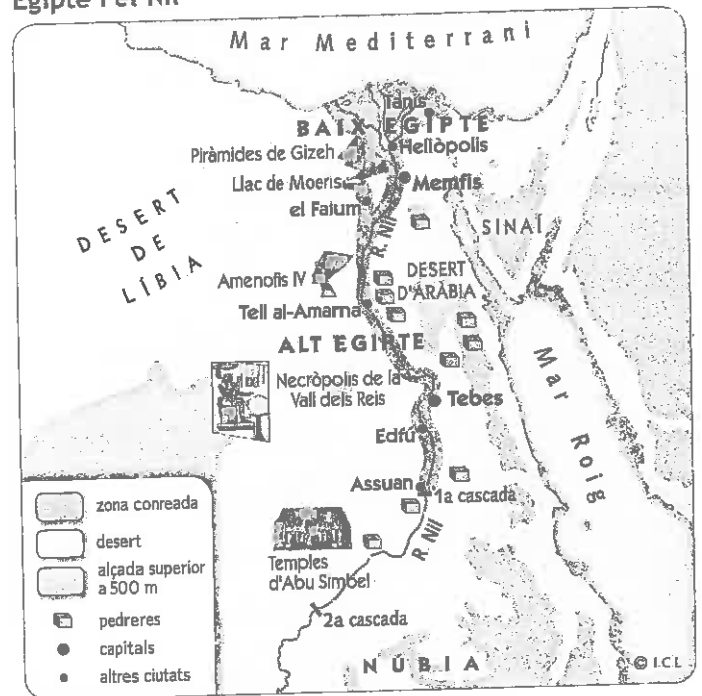 Egipte i el Nil
Mar Mediterrani
Tanis
BAIX EGIPTE
Piràmides de Gizeh
Heliòpolis
Llac de Moeris
Memfis
el Faium
R. Nil
SINAÍ
DESERT
DE
LÍBIA
DESERT
D'ARÀBIA
Amenofis IV
Tell al-Amarna
ALT EGIPTE
Mar Roig
Necròpolis de la
Vall dels Reis
Tebes
Edfú
Assuan
1a cascada
R. Nil
Temples
d'Abu Simbel
2a cascada
NÚBIA
zona conreada
desert
alçada superior
a 500 m
pedreres
capitals
altres ciutats
© I.C.L